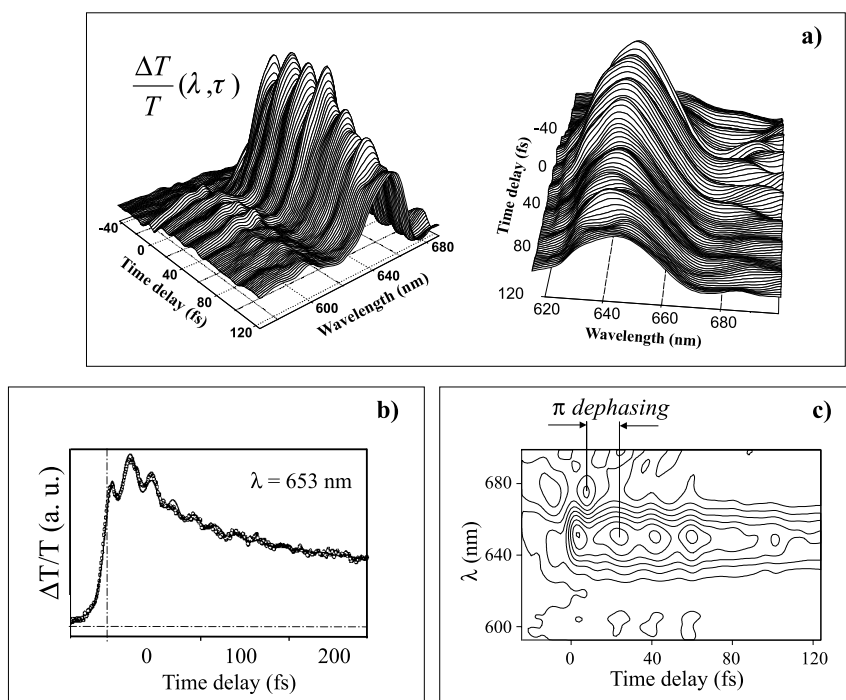 a)
ΔT/T (λ,τ)
-40
0
40
80
120
Time delay (fs)
600
640
680
Wavelength (nm)
-40
0
40
80
120
Time delay (fs)
620
640
660
680
Wavelength (nm)
b)
λ = 653 nm
ΔT/T (a. u.)
0
100
200
Time delay (fs)
c)
π dephasing
680
640
600
λ (nm)
0
40
80
120
Time delay (fs)